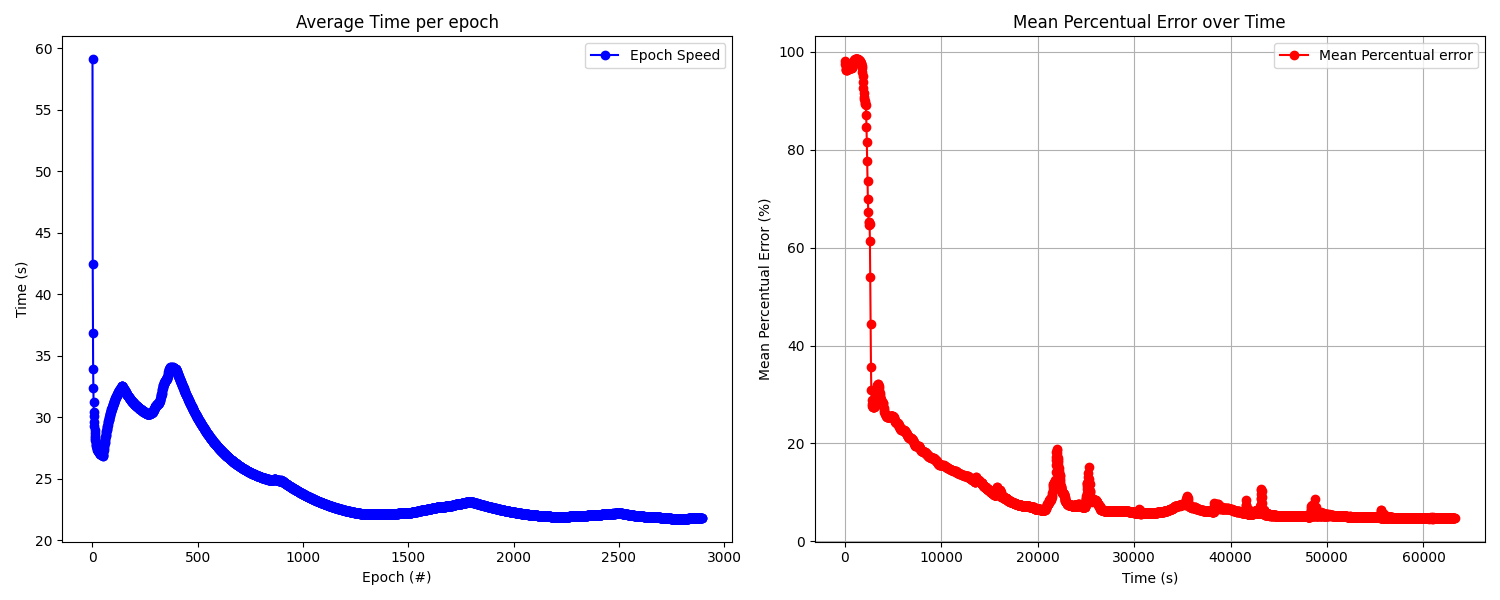 Average Time per epoch
Epoch Speed
60
55
50
45
40
35
30
25
20
Time (s)
0 500 1000 1500 2000 2500 3000
Epoch (#)
Mean Percentual Error over Time
Mean Percentual error
100
80
60
40
20
0
Mean Percentual Error (%)
0 10000 20000 30000 40000 50000 60000
Time (s)